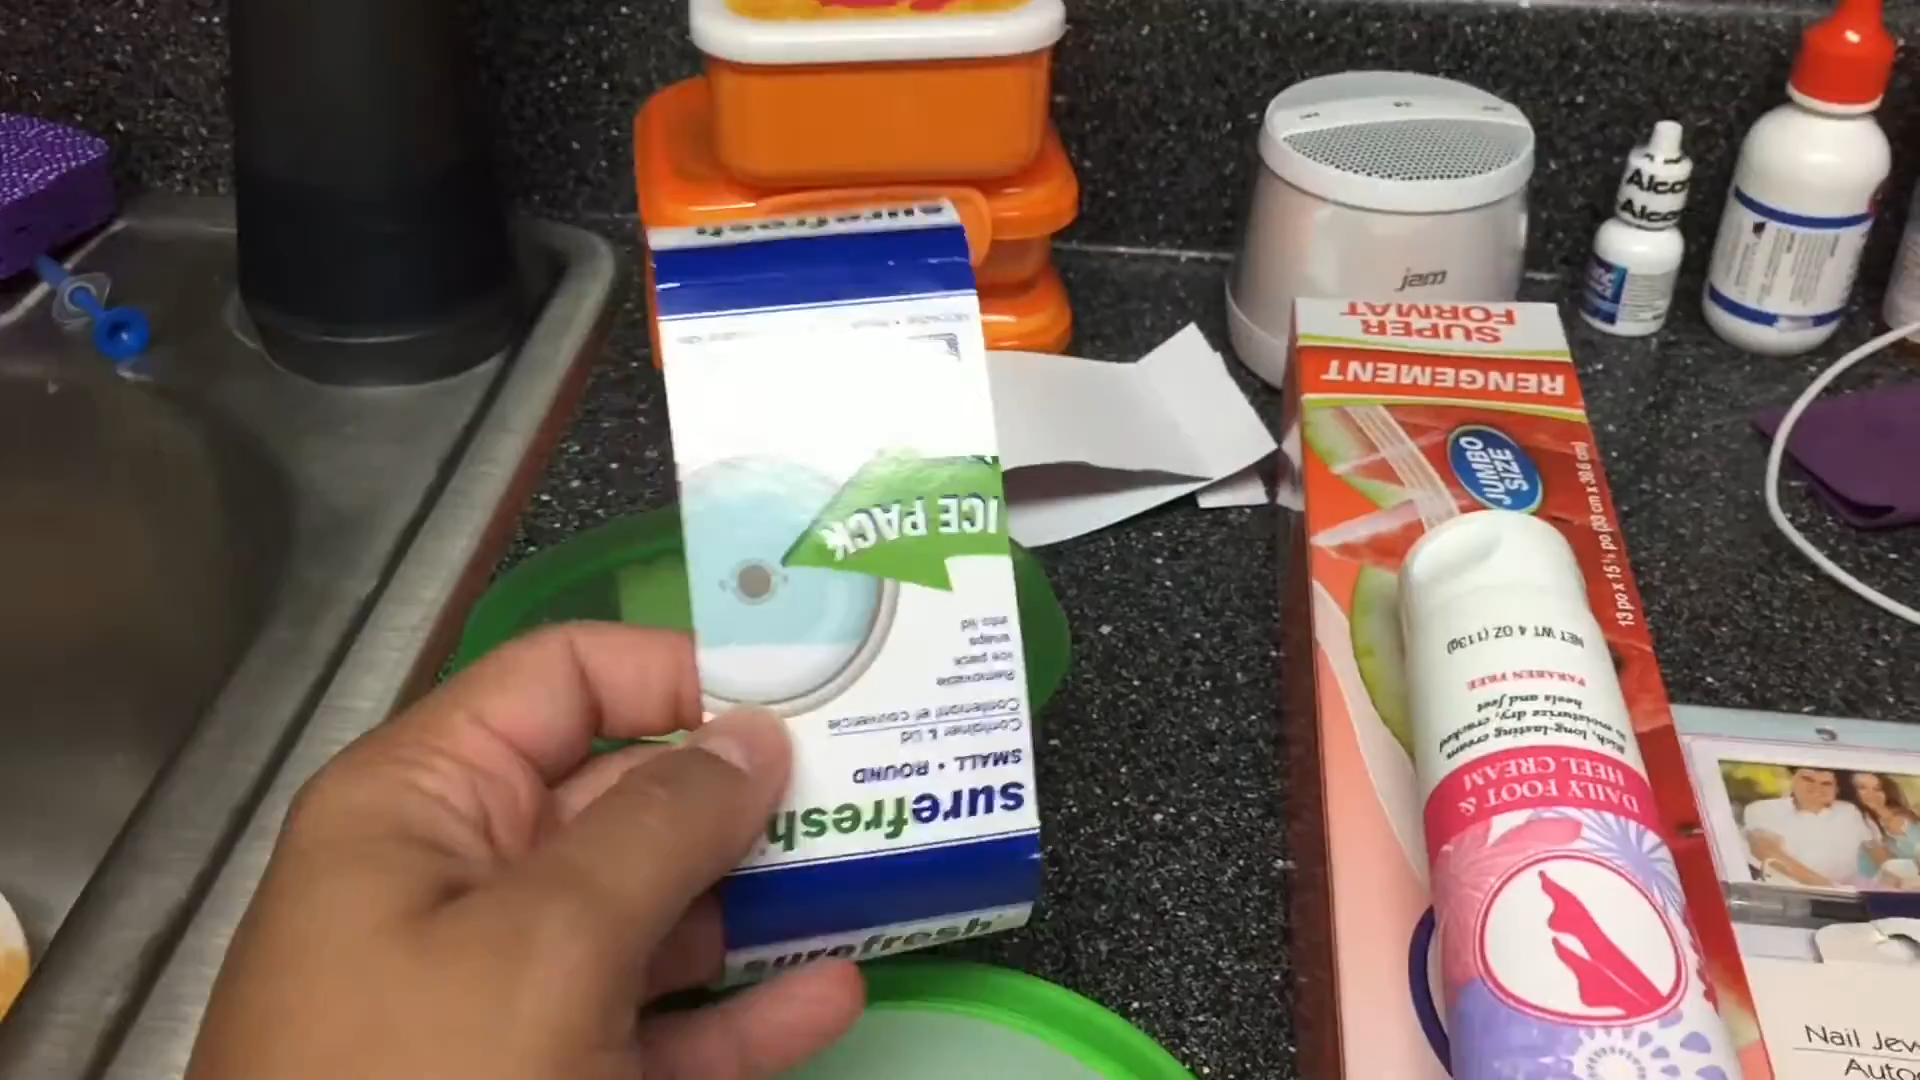 surefresh
ICE PACK
Removable
ice pack
snaps
into lid
Contenant et couvercle
Container & Lid
SMALL • ROUND
surefresh
surefresh
jam
SUPER
FORMAT
RENGEMENT
JUMBO
SIZE
13 po x 15 ¼ po (33 cm x 38.6 cm)
NET WT 4 OZ (113g)
PARABEN FREE
Rich, long-lasting cream
to moisturize dry, cracked
heels and feet
DAILY FOOT &
HEEL CREAM
Alco
Alco
Nail Jew
Auto